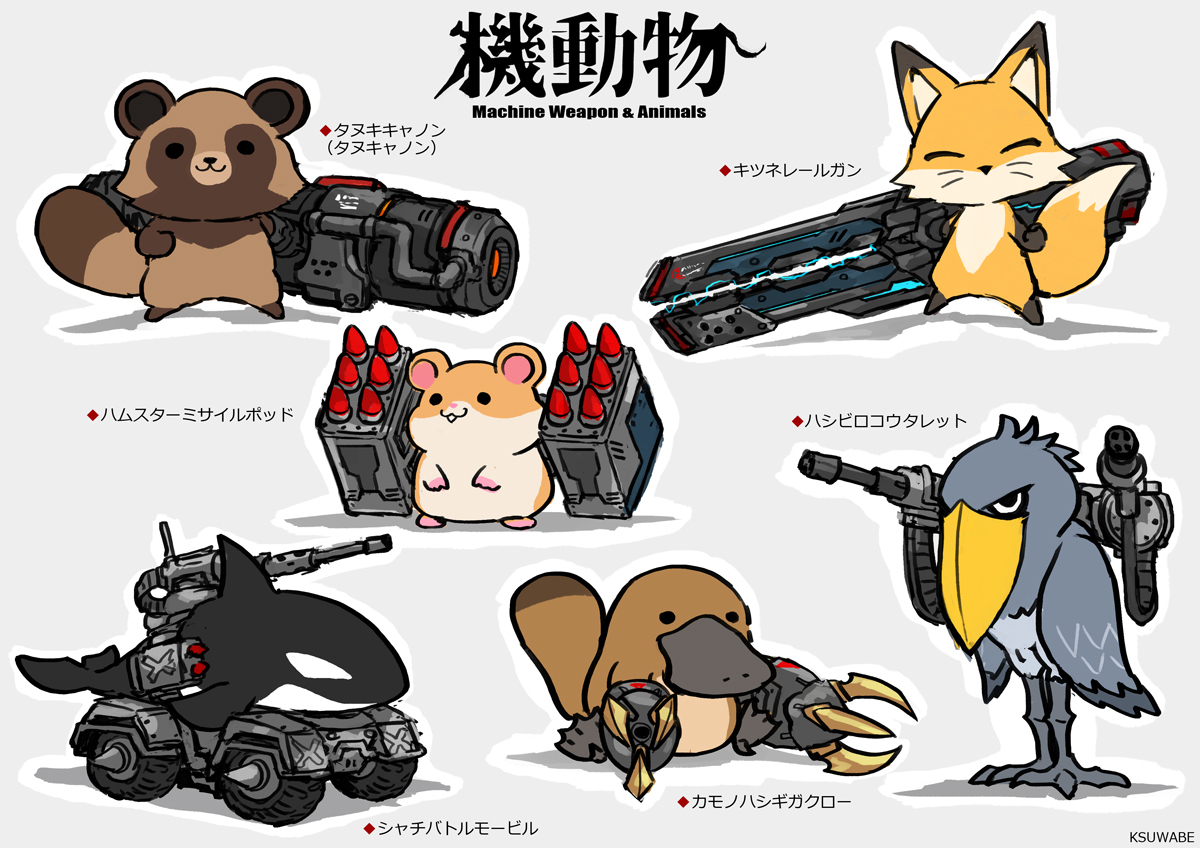 機動物
Machine Weapon & Animals
◆タヌキキャノン
(タヌキャノン)
◆キツネレールガン
◆ハムスターミサイルポッド
◆ハシビロコウタレット
◆カモノハシギガクロー
◆シャチバトルモービル
KSUWABE